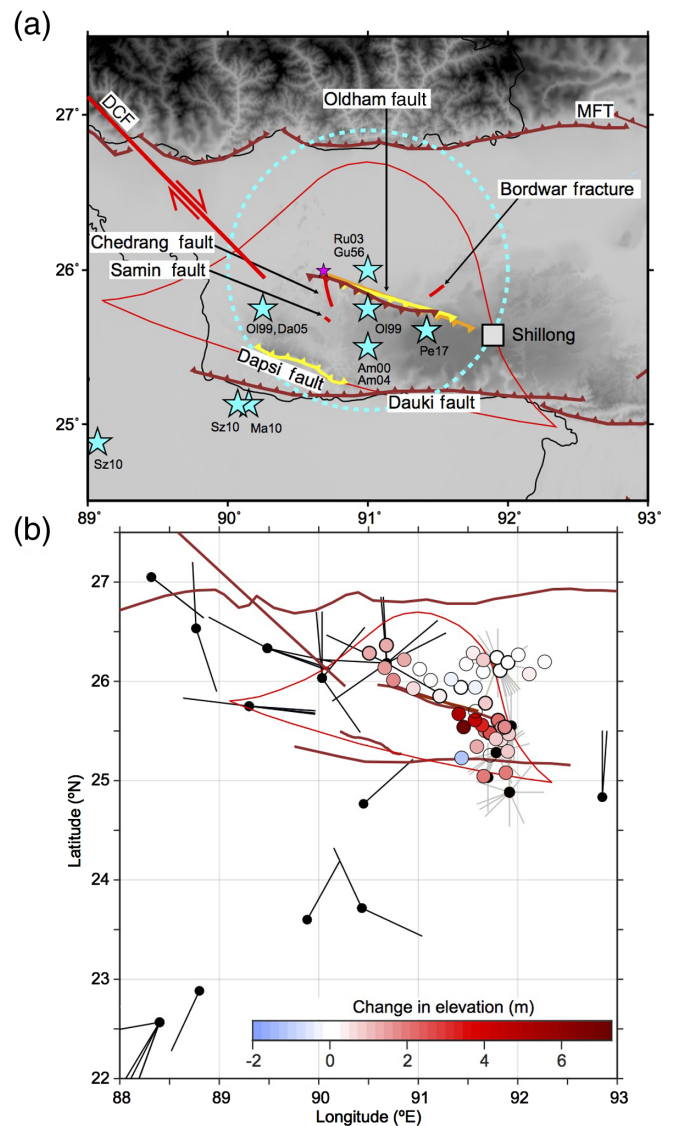 (a)
DCF
Oldham fault
MFT
27°
Bordwar fracture
Chedrang fault
Ru03
Gu56
26°
Samin fault
Ol99,Da05
Ol99
Pe17
Shillong
Dapsi fault
Am00
Am04
Dauki fault
Sz10
Ma10
25°
Sz10
89°
90°
91°
92°
93°
(b)
27
26
25
24
23
22
Latitude (ºN)
Change in elevation (m)
-2
0
2
4
6
88
89
90
91
92
93
Longitude (ºE)